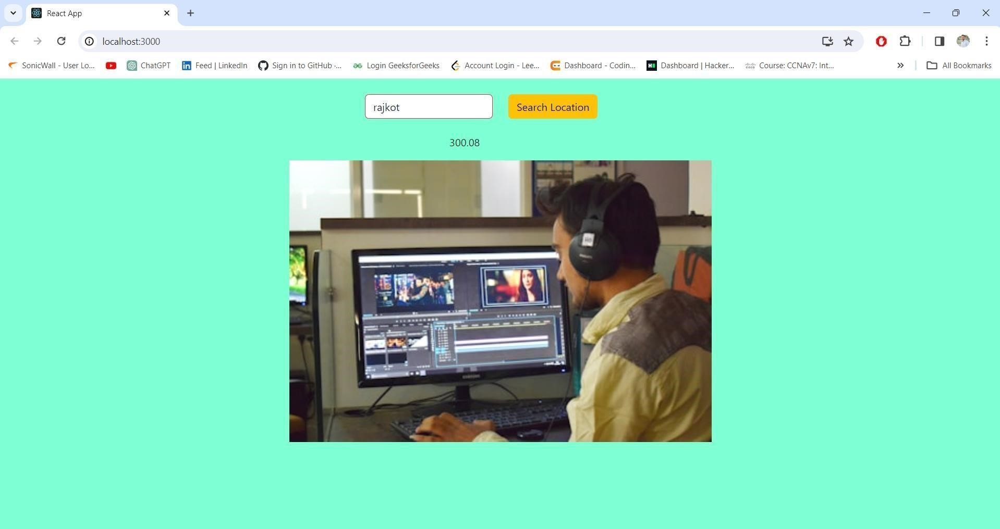 React App
localhost:3000
SonicWall - User Lo...
ChatGPT
Feed | LinkedIn
Sign in to GitHub ·...
Login GeeksforGeeks
Account Login - Lee...
Dashboard - Codin...
Dashboard | Hacker...
Course: CCNAv7: Int...
All Bookmarks
rajkot
Search Location
300.08
SAMSUNG